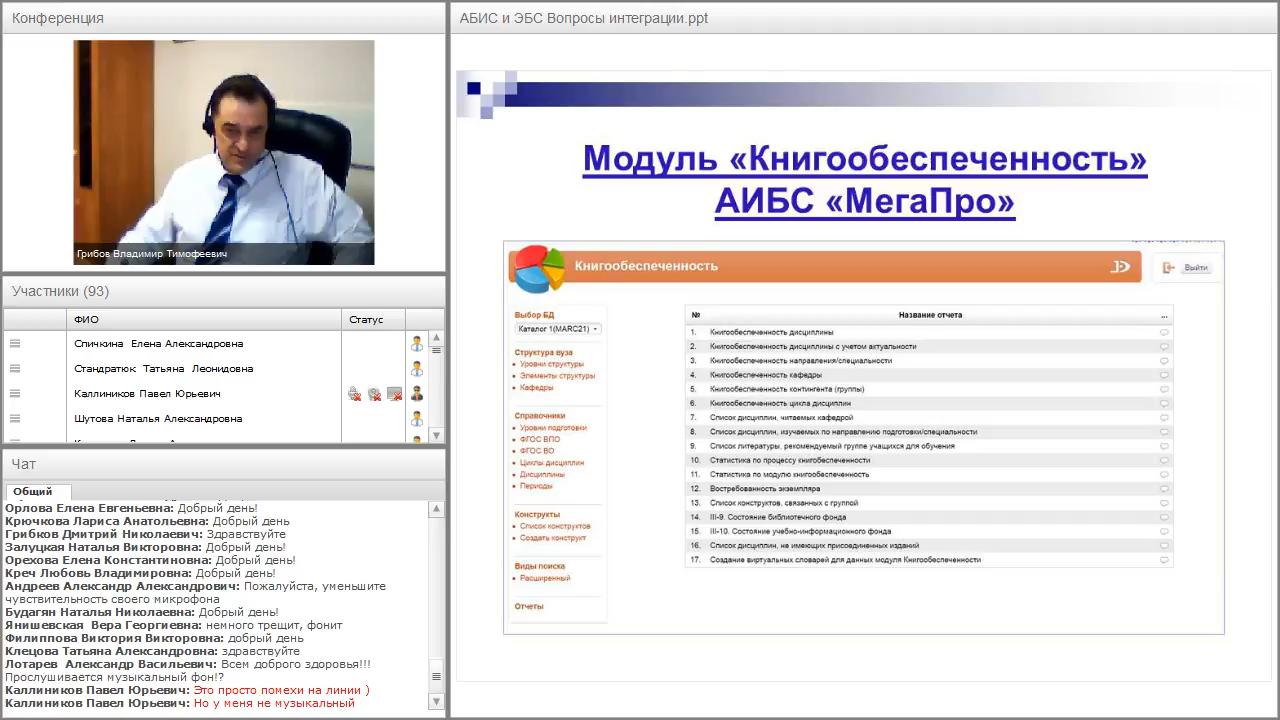 Конференция
Грибов Владимир Тимофеевич
Участники (93)
ФИО
Статус
Спинчина Елена Александровна
Стандратюк Татьяна Леонидовна
Каллиников Павел Юрьевич
Шутова Наталья Александровна
Чат
Общий
Орлова Елена Евгеньевна: Добрый день!
Крючкова Лариса Анатольевна: Добрый день
Грибков Дмитрий Николаевич: Здравствуйте
Залуцкая Наталья Викторовна: Добрый день!
Орехова Елена Константиновна: Добрый день!
Креч Любовь Владимировна: Добрый день!
Андреев Александр Александрович: Пожалуйста, уменьшите
чувствительность своего микрофона
Будагян Наталья Николаевна: Добрый день!
Янишевская Вера Георгиевна: немного трещит, фонит
Филиппова Виктория Викторовна: добрый день
Клецова Татьяна Александровна: здравствуйте
Лотарев Александр Васильевич: Всем доброго здоровья!!!
Прослушивается музыкальный фон!?
Каллиников Павел Юрьевич: Это просто помехи на линии )
Каллиников Павел Юрьевич: Но у меня не музыкальный
АБИС и ЭБС Вопросы интеграции.ppt
Модуль «Книгообеспеченность»
АИБС «МегаПро»
Книгообеспеченность
Выйти
Выбор БД
Каталог 1(MARC21)
Структура вуза
Уровни структуры
Элементы структуры
Кафедры
Справочники
Уровни подготовки
ФГОС ВПО
ФГОС ВО
Циклы дисциплин
Дисциплины
Периоды
Конструкты
Список конструктов
Создать конструкт
Виды поиска
Расширенный
Отчеты
№ Название отчета ...
1. Книгообеспеченность дисциплины
2. Книгообеспеченность дисциплины с учетом актуальности
3. Книгообеспеченность направления/специальности
4. Книгообеспеченность кафедры
5. Книгообеспеченность контингента (группы)
6. Книгообеспеченность цикла дисциплин
7. Список дисциплин, читаемых кафедрой
8. Список дисциплин, изучаемых по направлению подготовки/специальности
9. Список литературы, рекомендуемый группе учащихся для обучения
10. Статистика по процессу книгообеспеченности
11. Статистика по модулю книгообеспеченность
12. Востребованность экземпляра
13. Список конструктов, связанных с группой
14. III-9. Состояние библиотечного фонда
15. III-10. Состояние учебно-информационного фонда
16. Список дисциплин, не имеющих присоединенных изданий
17. Создание виртуальных словарей для данных модуля Книгообеспеченность